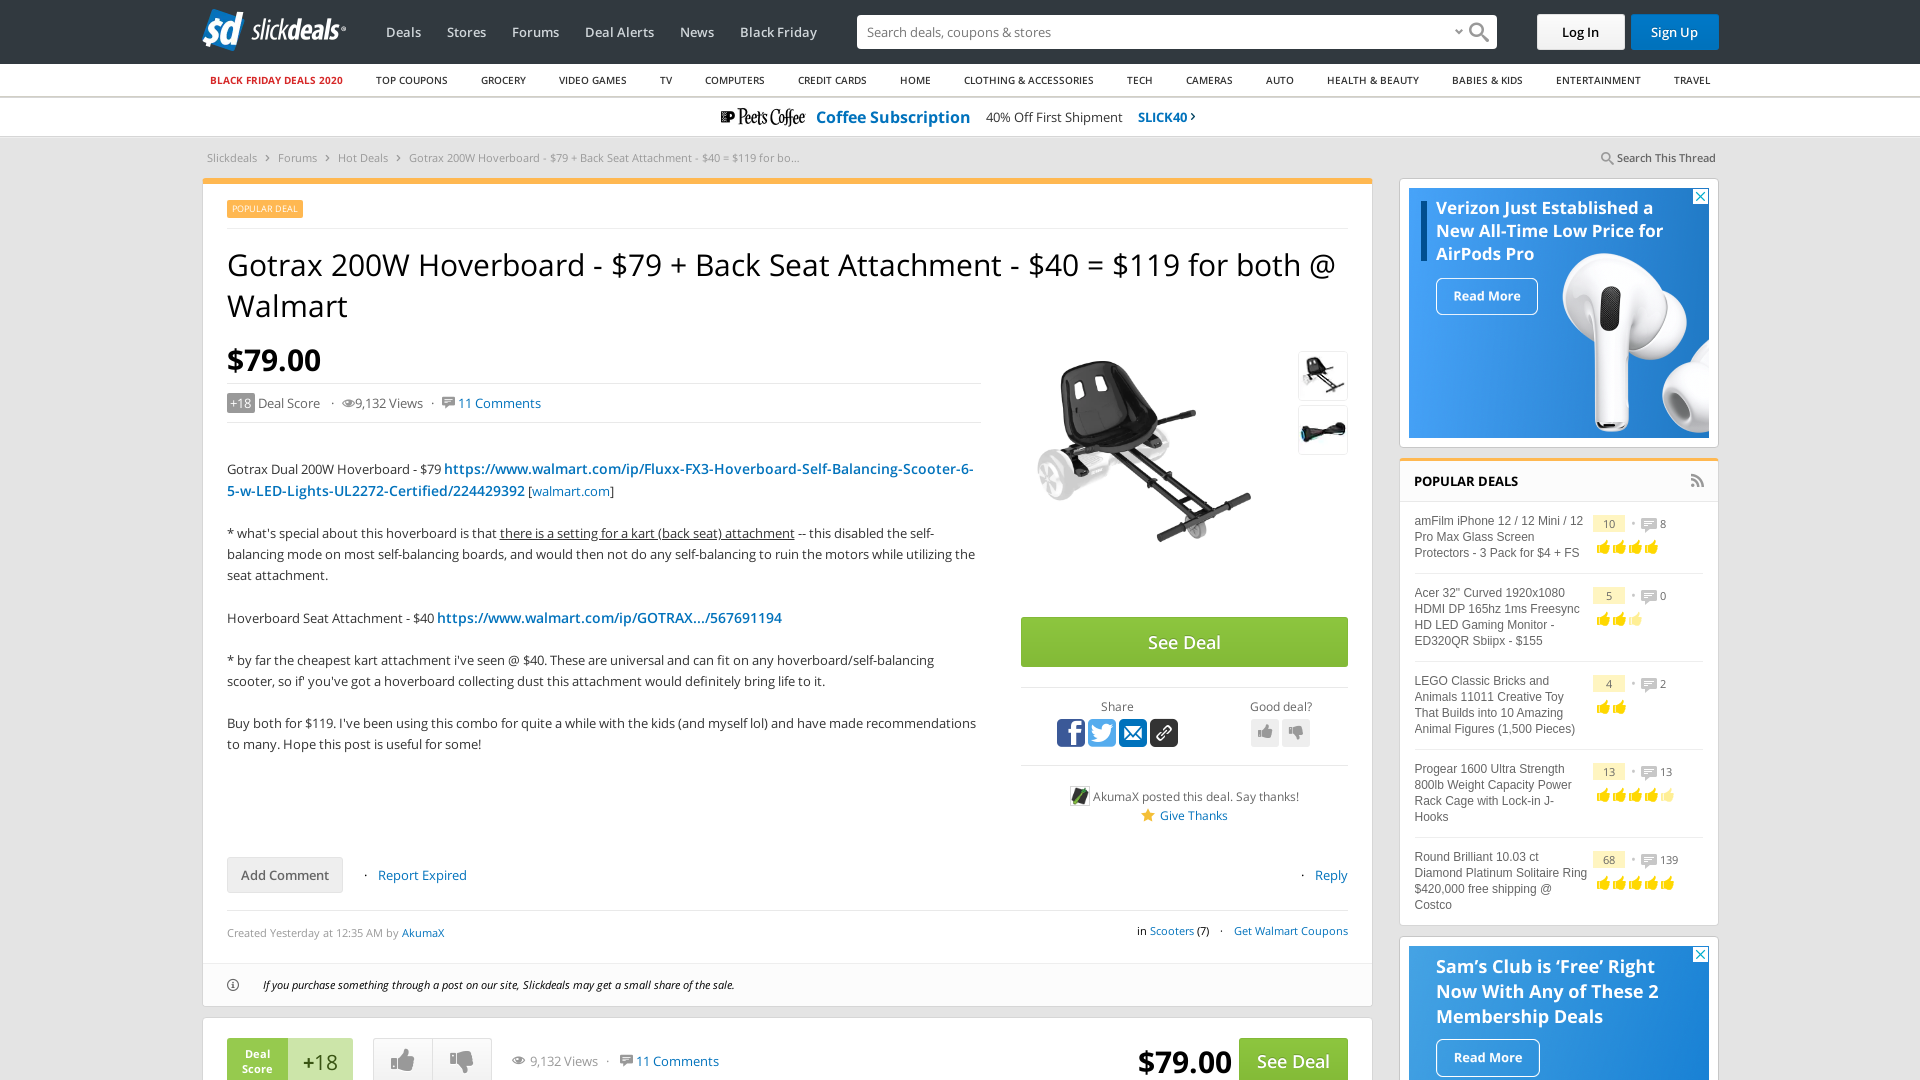 sd slickdeals
Deals Stores Forums Deal Alerts News Black Friday
Search deals, coupons & searches
Log In Sign Up
BLACK FRIDAY DEALS 2020 TOP COUPONS GROCERY VIDEO GAMES TV COMPUTERS CREDIT CARDS HOME CLOTHING & ACCESSORIES TECH CAMERAS AUTO HEALTH & BEAUTY BABIES & KIDS ENTERTAINMENT TRAVEL
Peet's Coffee Coffee Subscription 40% Off First Shipment SLICK40 ›
Slickdeals › Forums › Hot Deals › Gotrax 200W Hoverboard - $79 + Back Seat Attachment - $40 = $119 for bo...
Search This Thread
POPULAR DEAL
Gotrax 200W Hoverboard - $79 + Back Seat Attachment - $40 = $119 for both @
Walmart
$79.00
+18 Deal Score · 9,132 Views · 11 Comments
Gotrax Dual 200W Hoverboard - $79 https://www.walmart.com/ip/Fluxx-FX3-Hoverboard-Self-Balancing-Scooter-6-
5-w-LED-Lights-UL2272-Certified/224429392 [walmart.com]
* what's special about this hoverboard is that there is a setting for a kart (back seat) attachment -- this disabled the self-
balancing mode on most self-balancing boards, and would then not do any self-balancing to ruin the motors while utilizing the
seat attachment.
Hoverboard Seat Attachment - $40 https://www.walmart.com/ip/GOTRAX.../567691194
* by far the cheapest kart attachment i've seen @ $40. These are universal and can fit on any hoverboard/self-balancing
scooter, so if' you've got a hoverboard collecting dust this attachment would definitely bring life to it.
Buy both for $119. I've been using this combo for quite a while with the kids (and myself lol) and have made recommendations
to many. Hope this post is useful for some!
See Deal
Share Good deal?
AkumaX posted this deal. Say thanks!
Give Thanks
Add Comment · Report Expired
· Reply
Created Yesterday at 12:35 AM by AkumaX
in Scooters (7) · Get Walmart Coupons
If you purchase something through a post on our site, Slickdeals may get a small share of the sale.
Deal
Score
+18
9,132 Views · 11 Comments
$79.00 See Deal
Verizon Just Established a
New All-Time Low Price for
AirPods Pro
Read More
POPULAR DEALS
amFilm iPhone 12 / 12 Mini / 12
Pro Max Glass Screen
Protectors - 3 Pack for $4 + FS
10 · 8
Acer 32" Curved 1920x1080
HDMI DP 165hz 1ms Freesync
HD LED Gaming Monitor -
ED320QR Sbiipx - $155
5 · 0
LEGO Classic Bricks and
Animals 11011 Creative Toy
That Builds into 10 Amazing
Animal Figures (1,500 Pieces)
4 · 2
Progear 1600 Ultra Strength
800lb Weight Capacity Power
Rack Cage with Lock-in J-
Hooks
13 · 13
Round Brilliant 10.03 ct
Diamond Platinum Solitaire Ring
$420,000 free shipping @
Costco
68 · 139
Sam's Club is ‘Free’ Right
Now With Any of These 2
Membership Deals
Read More